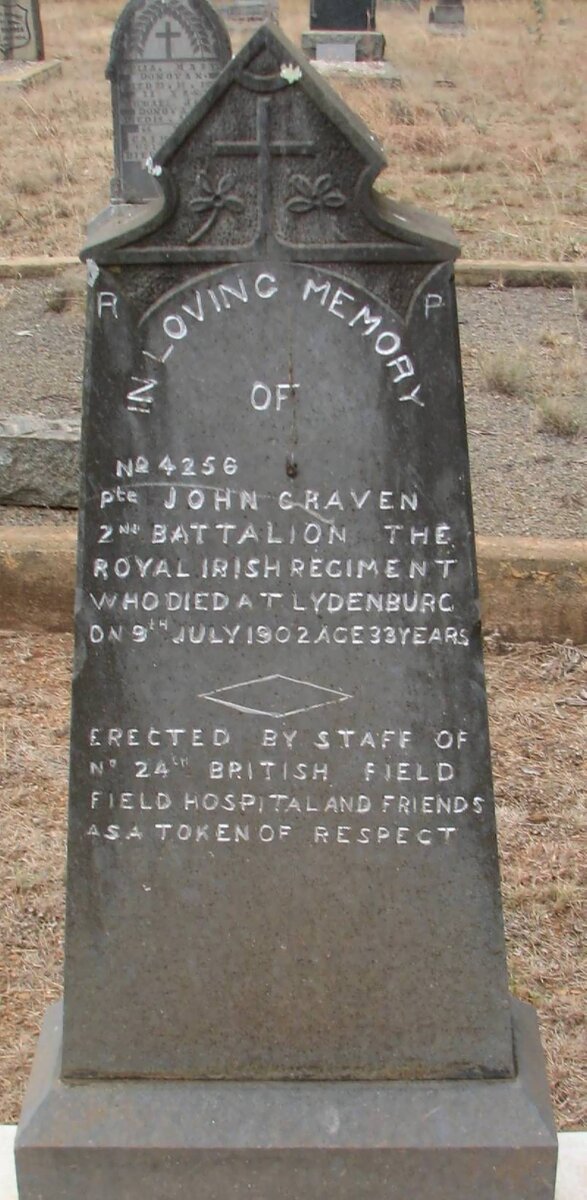 R P
IN LOVING MEMORY
OF
No 4256
Pte JOHN CRAVEN
2ND BATTALION THE
ROYAL IRISH REGIMENT
WHO DIED AT LYDENBURG
ON 9TH JULY 1902 AGE 33 YEARS
ERECTED BY STAFF OF
No 24TH BRITISH FIELD
FIELD HOSPITAL AND FRIENDS
AS A TOKEN OF RESPECT
DONOVAN